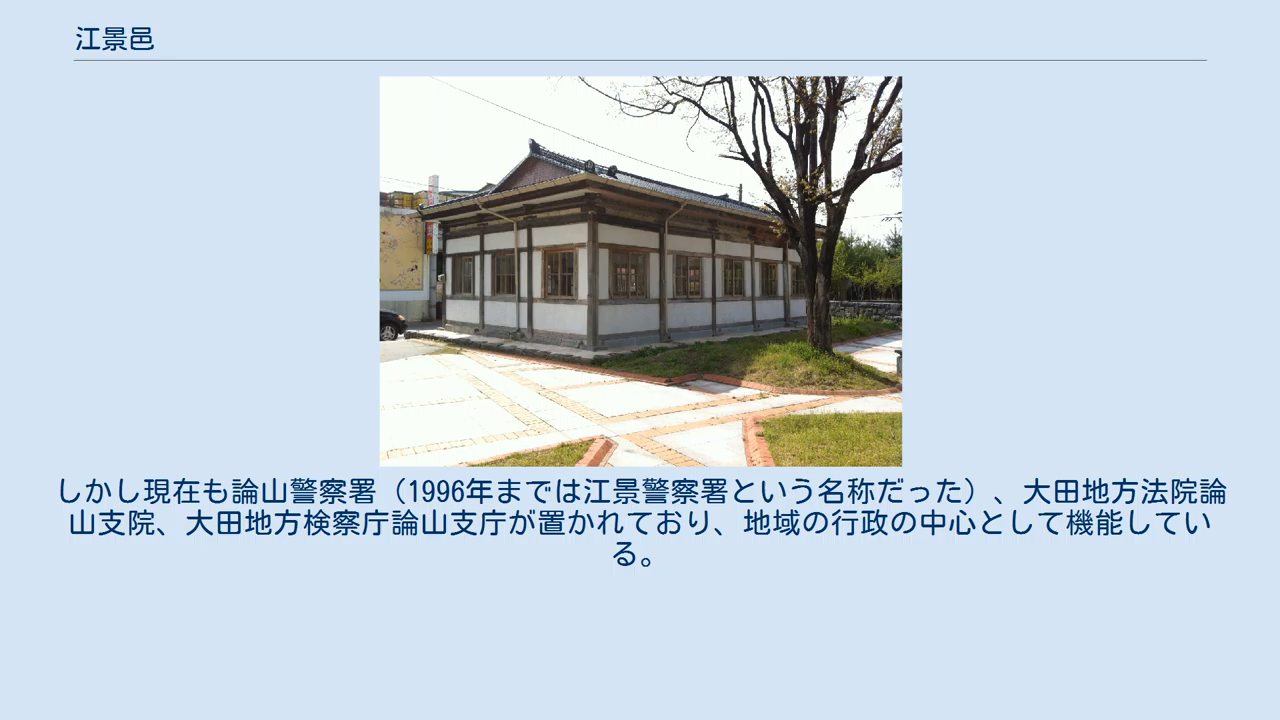 江景邑
しかし現在も論山警察署（1996年までは江景警察署という名称だった）、大田地方法院論
山支院、大田地方検察庁論山支庁が置かれており、地域の行政の中心として機能してい
る。